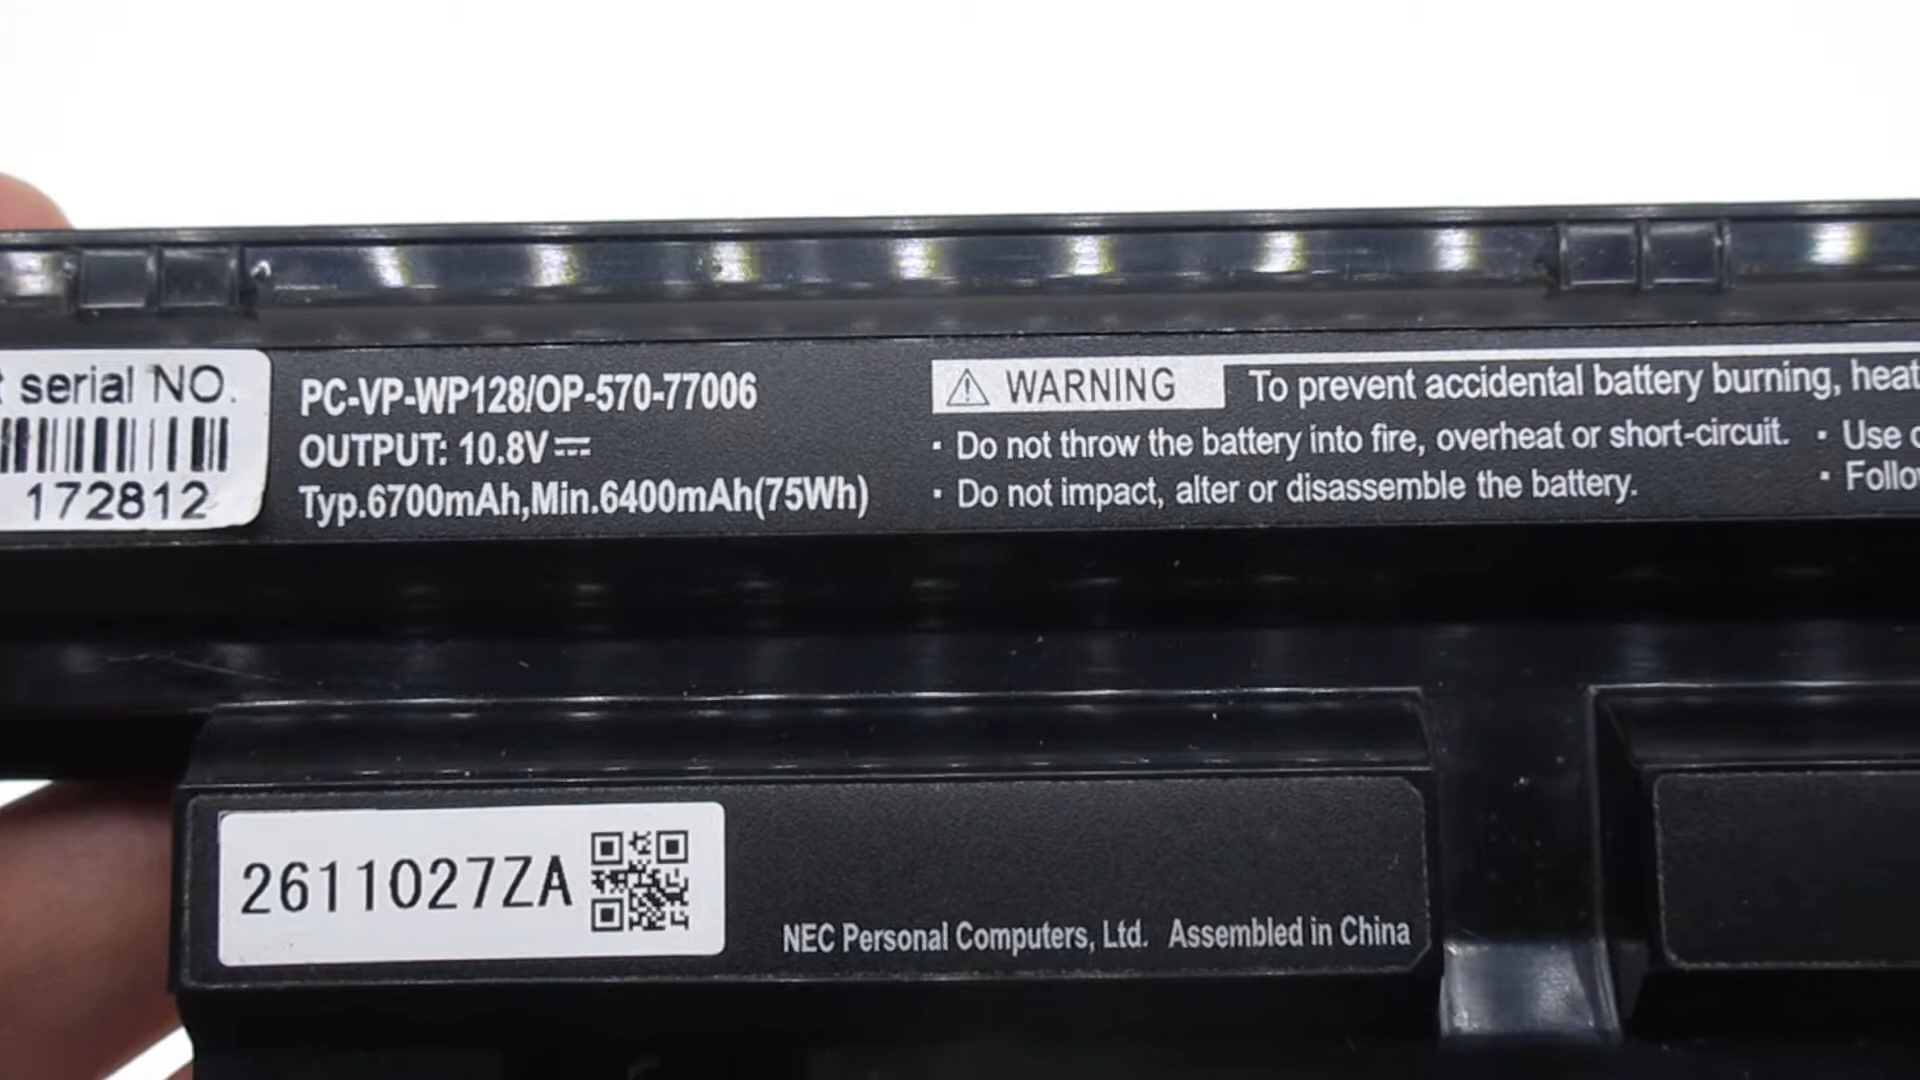 serial NO.
172812
PC-VP-WP128/OP-570-77006
OUTPUT: 10.8V⎓
Typ.6700mAh,Min.6400mAh(75Wh)
⚠ WARNING To prevent accidental battery burning, heat
・Do not throw the battery into fire, overheat or short-circuit. ・Use
・Do not impact, alter or disassemble the battery. ・
2611027ZA
NEC Personal Computers, Ltd. Assembled in China